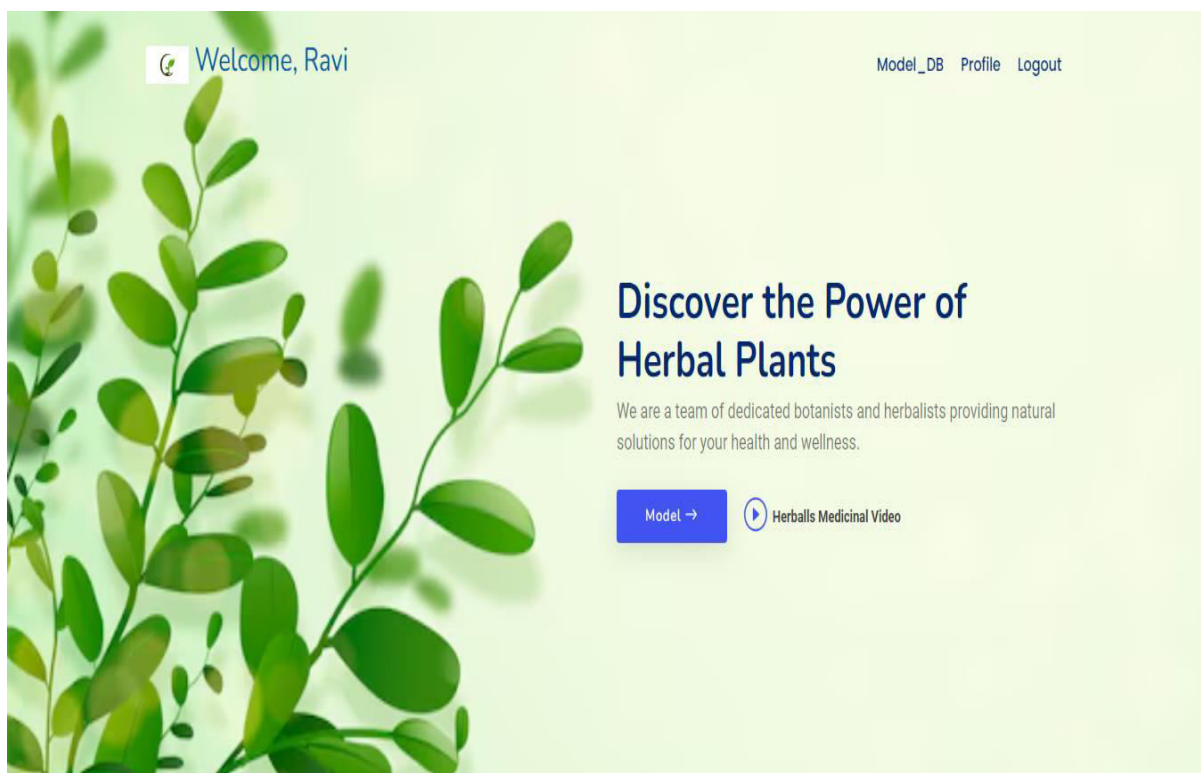 Welcome, Ravi
Model_DB Profile Logout
Discover the Power of
Herbal Plants
We are a team of dedicated botanists and herbalists providing natural
solutions for your health and wellness.
Model →
Herballs Medicinal Video